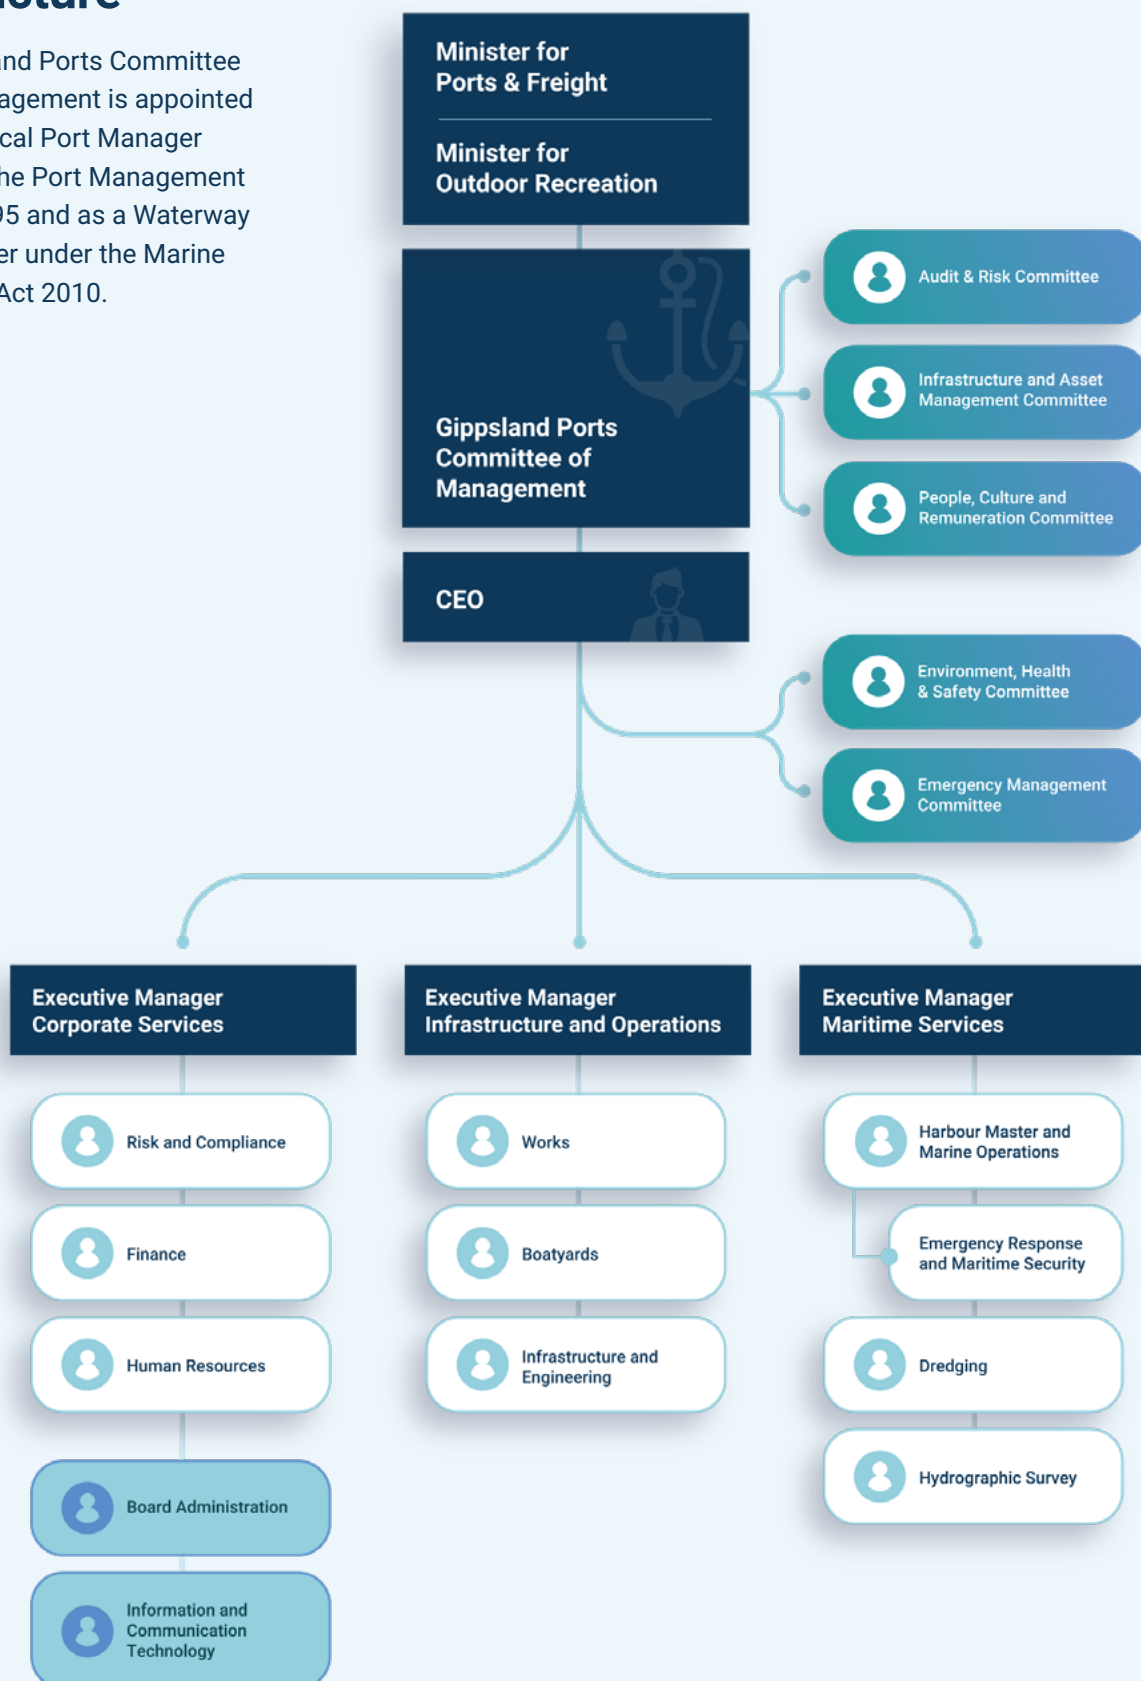 and Ports Committee
agement is appointed
cal Port Manager
he Port Management
95 and as a Waterway
er under the Marine
Act 2010.
Minister for
Ports & Freight
Minister for
Outdoor Recreation
Gippsland Ports
Committee of
Management
Audit & Risk Committee
Infrastructure and Asset
Management Committee
People, Culture and
Remuneration Committee
CEO
Environment, Health
& Safety Committee
Emergency Management
Committee
Executive Manager
Corporate Services
Risk and Compliance
Finance
Human Resources
Board Administration
Information and
Communication
Technology
Executive Manager
Infrastructure and Operations
Works
Boatyards
Infrastructure and
Engineering
Executive Manager
Maritime Services
Harbour Master and
Marine Operations
Emergency Response
and Maritime Security
Dredging
Hydrographic Survey